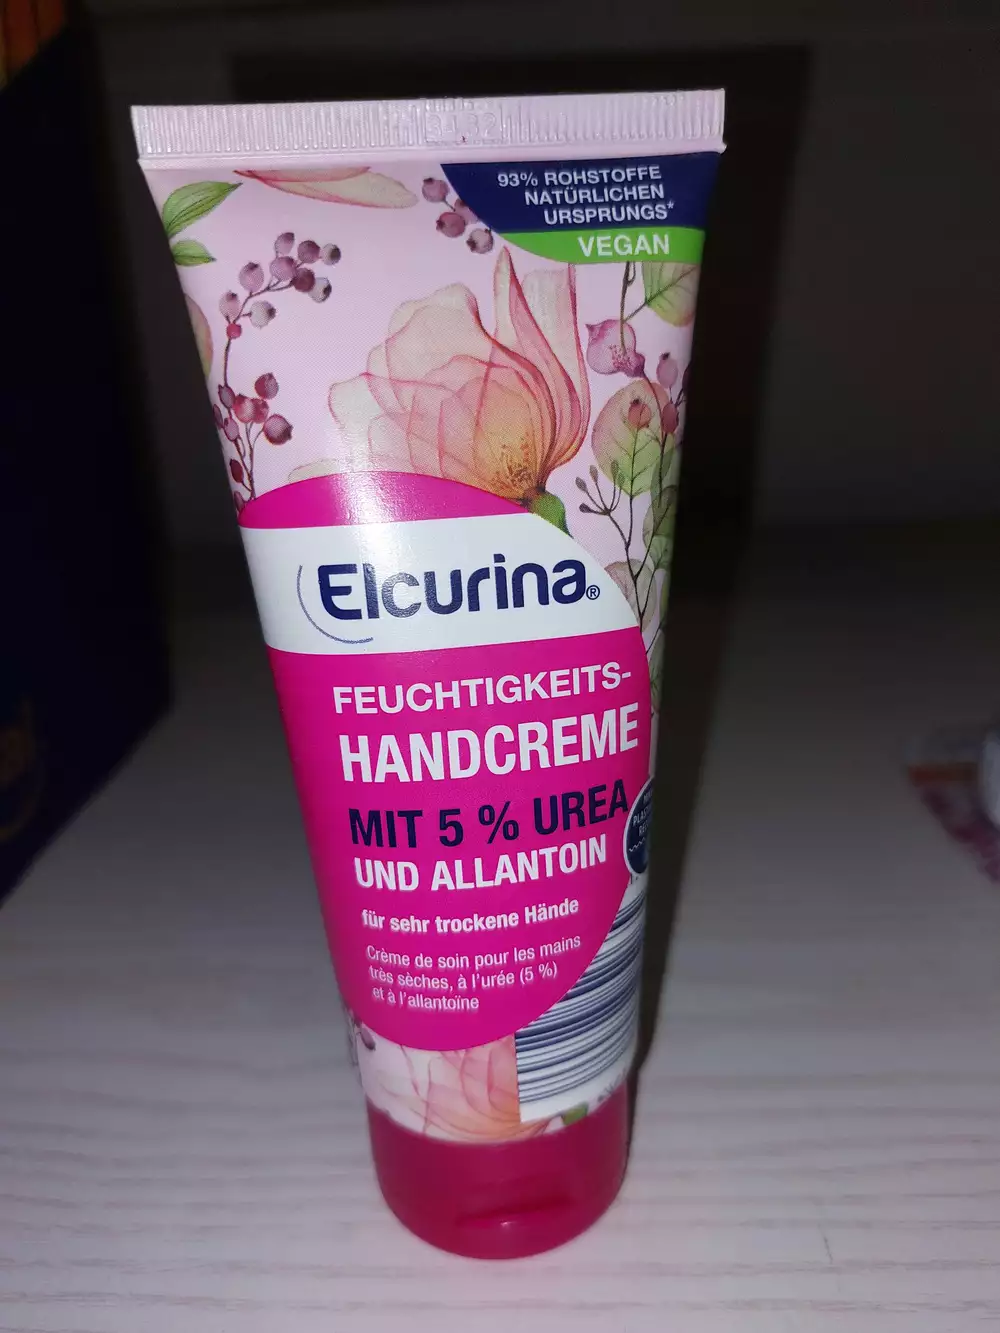 93% ROHSTOFFE
NATÜRLICHEN
URSPRUNGS*
VEGAN
Elcurina®
FEUCHTIGKEITS-
HANDCREME
MIT 5 % UREA
UND ALLANTOIN
für sehr trockene Hände
Crème de soin pour les mains
très sèches, à l'urée (5 %)
et à l'allantoïne